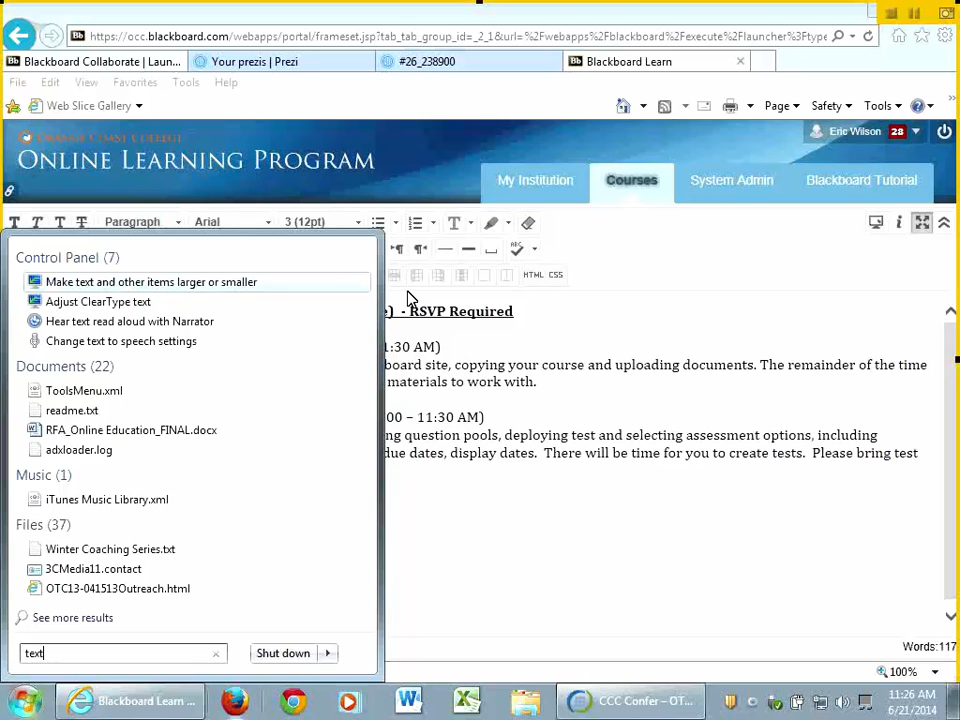 https://occ.blackboard.com/webapps/portal/frameset.jsp?tab_tab_group_id=_2_1&url=%2Fwebapps%2Fblackboard%2Fexecute%2Flauncher%3Ftype
Blackboard Collaborate | Laun... Your prezis | Prezi #26_238900 Blackboard Learn
File Edit View Favorites Tools Help
Web Slice Gallery Page Safety Tools
ORANGE COAST COLLEGE
ONLINE LEARNING PROGRAM
Eric Wilson 28
My Institution Courses System Admin Blackboard Tutorial
T T T T Paragraph Arial 3 (12pt) T
ABC
HTML CSS
Control Panel (7)
Make text and other items larger or smaller
Adjust ClearType text
Hear text read aloud with Narrator
Change text to speech settings
Documents (22)
ToolsMenu.xml
readme.txt
RFA_Online Education_FINAL.docx
adxloader.log
Music (1)
iTunes Music Library.xml
Files (37)
Winter Coaching Series.txt
3CMedia11.contact
OTC13-041513Outreach.html
See more results
text
Shut down
) - RSVP Required
1:30 AM)
board site, copying your course and uploading documents. The remainder of the time
materials to work with.
00 – 11:30 AM)
ng question pools, deploying test and selecting assessment options, including
due dates, display dates. There will be time for you to create tests. Please bring test
Words:117
100%
Blackboard Learn ... CCC Confer – OT...
11:26 AM
6/21/2014